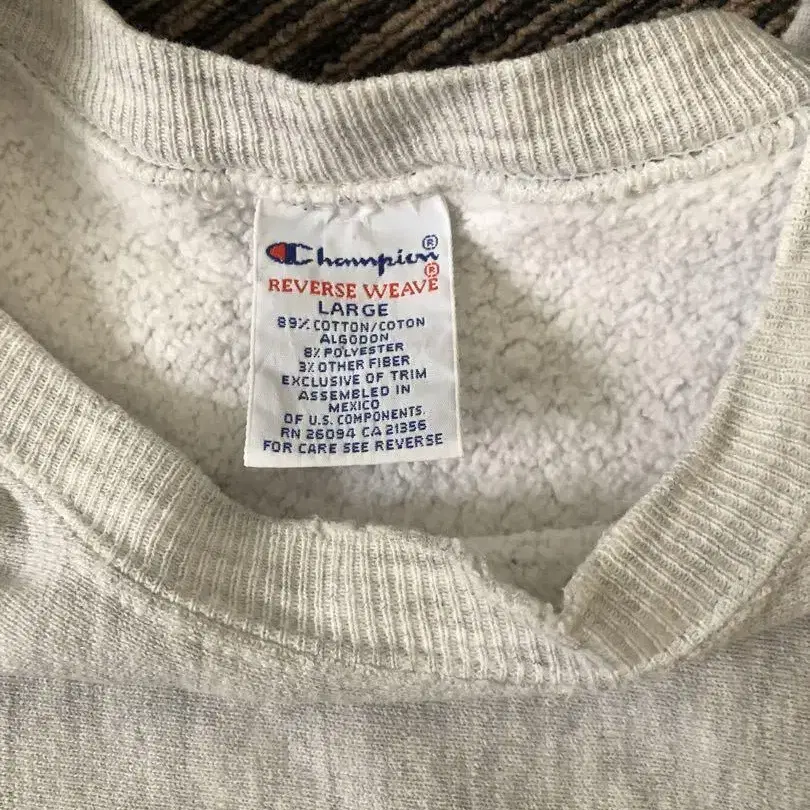 Champion®
REVERSE WEAVE®
LARGE
89% COTTON/COTON
ALGODON
8% POLYESTER
3% OTHER FIBER
EXCLUSIVE OF TRIM
ASSEMBLED IN
MEXICO
OF U.S. COMPONENTS.
RN 26094 CA 21356
FOR CARE SEE REVERSE